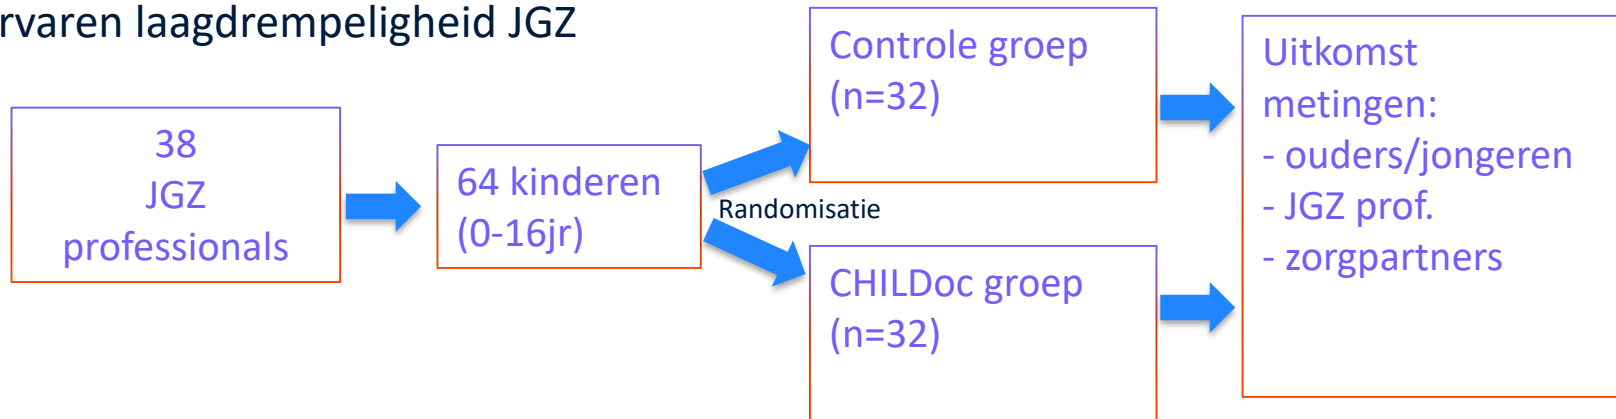 rvaren laagdrempeligheid JGZ
38
JGZ
professionals
64 kinderen
(0-16jr)
Randomisatie
Controle groep
(n=32)
CHILDoc groep
(n=32)
Uitkomst
metingen:
- ouders/jongeren
- JGZ prof.
- zorgpartners